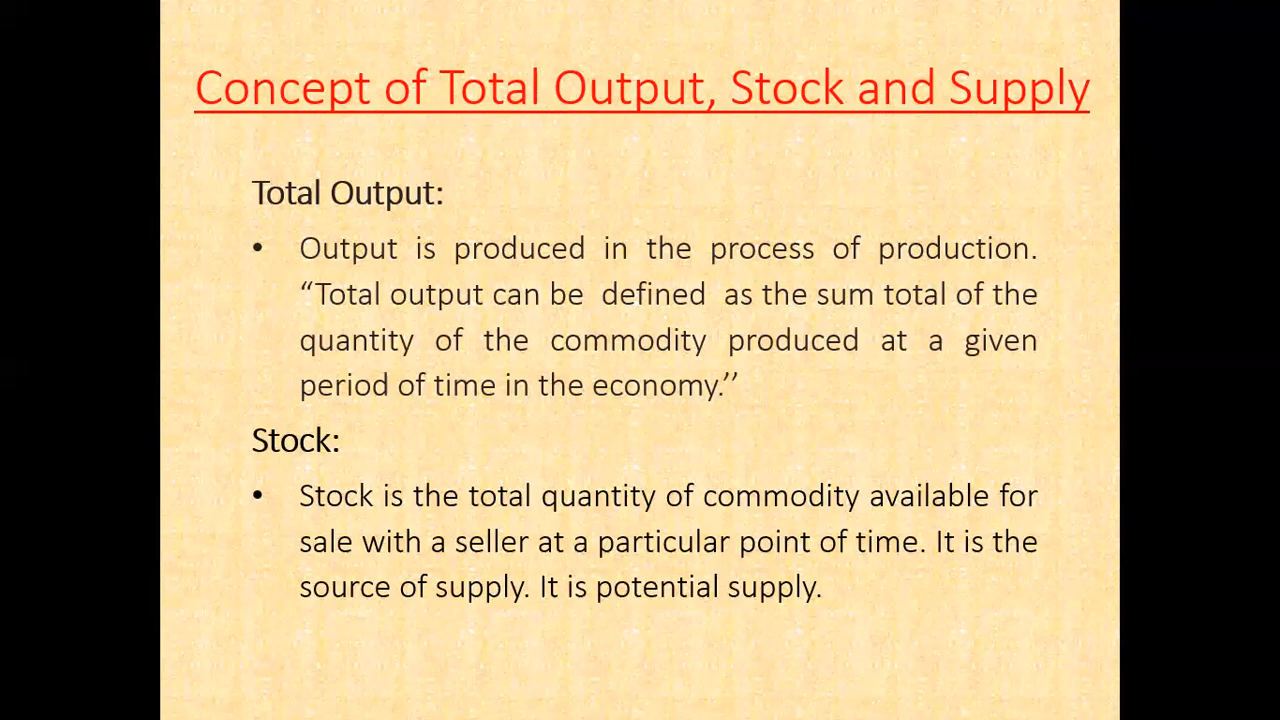 Concept of Total Output, Stock and Supply
Total Output:
• Output is produced in the process of production.
“Total output can be defined as the sum total of the
quantity of the commodity produced at a given
period of time in the economy.’’
Stock:
• Stock is the total quantity of commodity available for
sale with a seller at a particular point of time. It is the
source of supply. It is potential supply.